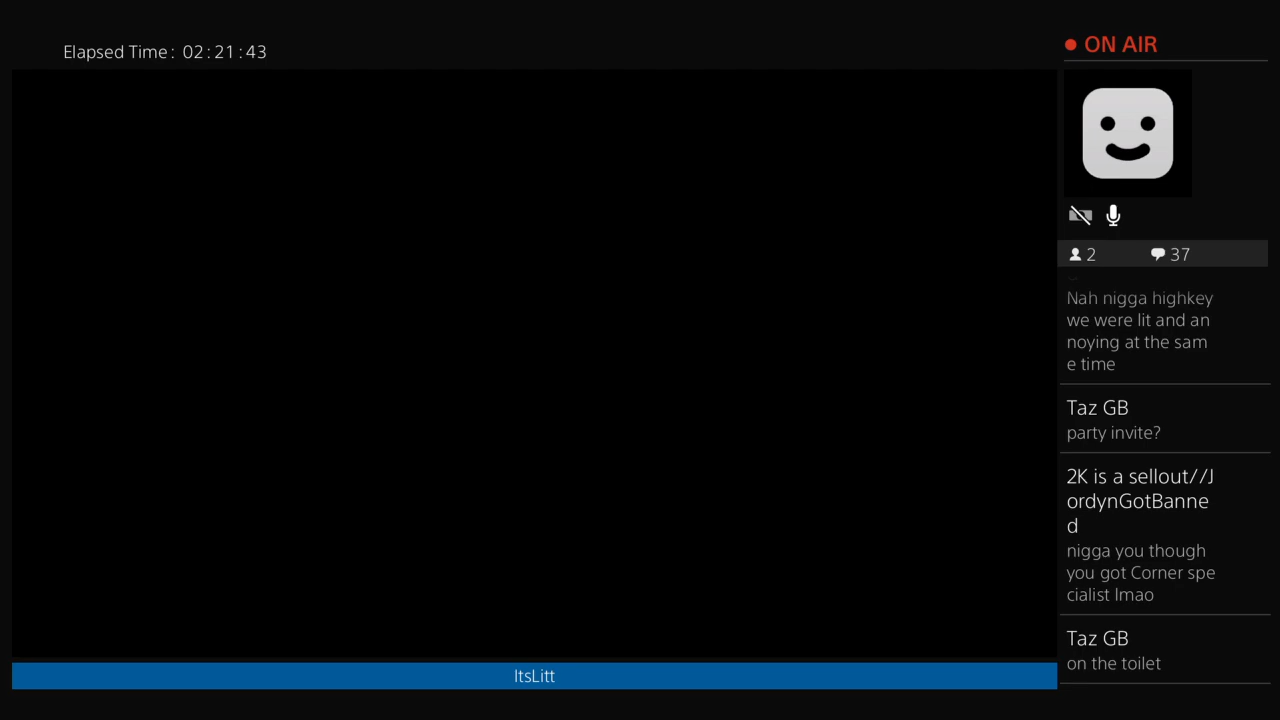 Elapsed Time: 02:21:43
ON AIR
2 37
Nah nigga highkey
we were lit and an
noying at the sam
e time
Taz GB
party invite?
2K is a sellout//J
ordynGotBanne
d
nigga you though
you got Corner spe
cialist lmao
Taz GB
on the toilet
ItsLitt